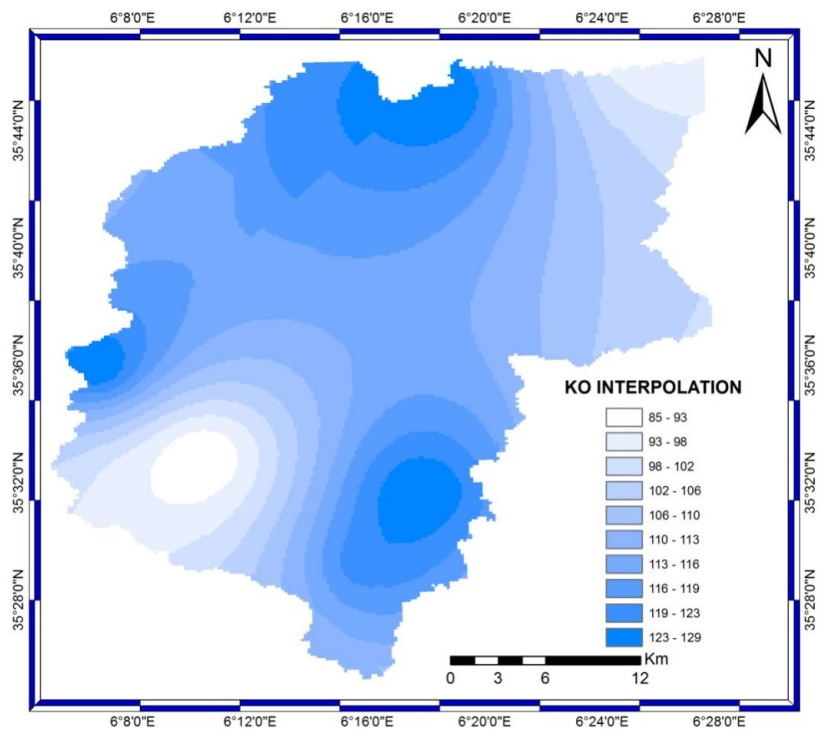 6°8'0"E 6°12'0"E 6°16'0"E 6°20'0"E 6°24'0"E 6°28'0"E
N
35°44'0"N 35°44'0"N
35°40'0"N 35°40'0"N
35°36'0"N 35°36'0"N
KO INTERPOLATION
85 - 93
93 - 98
98 - 102
102 - 106
106 - 110
110 - 113
113 - 116
116 - 119
119 - 123
123 - 129
35°32'0"N 35°32'0"N
35°28'0"N 35°28'0"N
Km
0 3 6 12
6°8'0"E 6°12'0"E 6°16'0"E 6°20'0"E 6°24'0"E 6°28'0"E